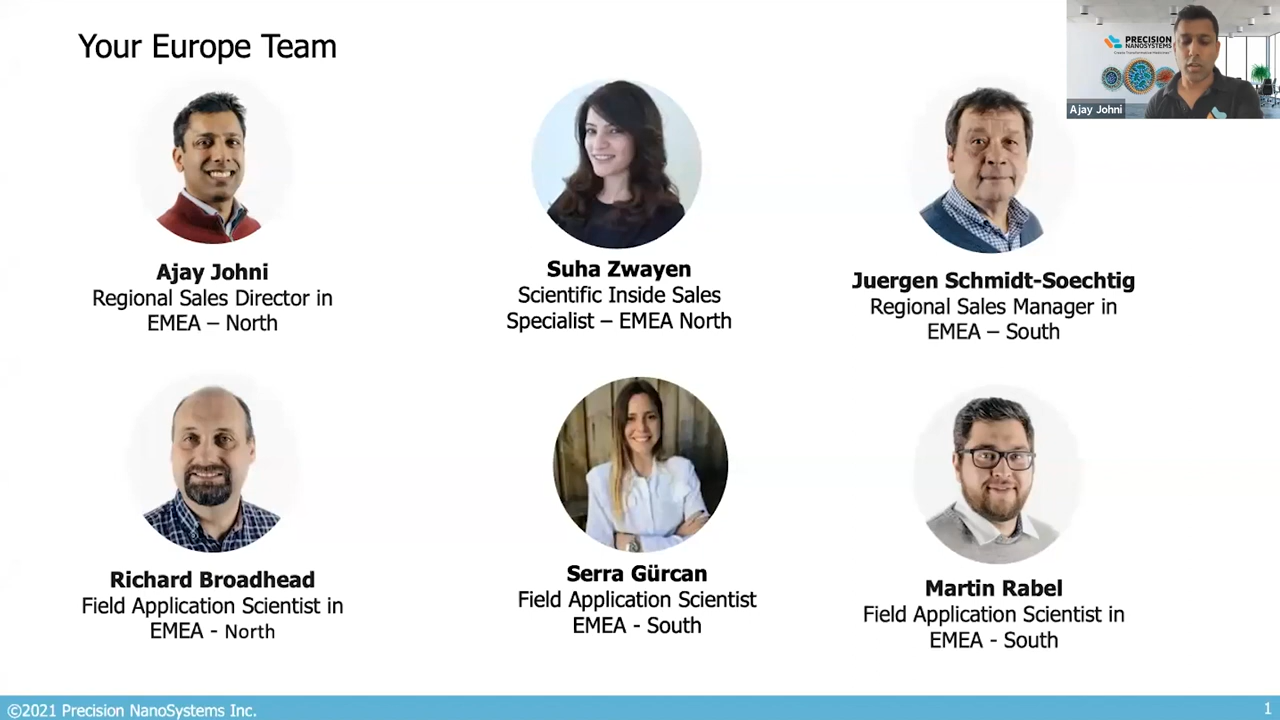 Your Europe Team
PRECISION
NANOSYSTEMS
Ajay Johni
Ajay Johni
Regional Sales Director in
EMEA – North
Suha Zwayen
Scientific Inside Sales
Specialist – EMEA North
Juergen Schmidt-Soechtig
Regional Sales Manager in
EMEA – South
Richard Broadhead
Field Application Scientist in
EMEA - North
Serra Gürcan
Field Application Scientist
EMEA - South
Martin Rabel
Field Application Scientist in
EMEA - South
©2021 Precision NanoSystems Inc.
1